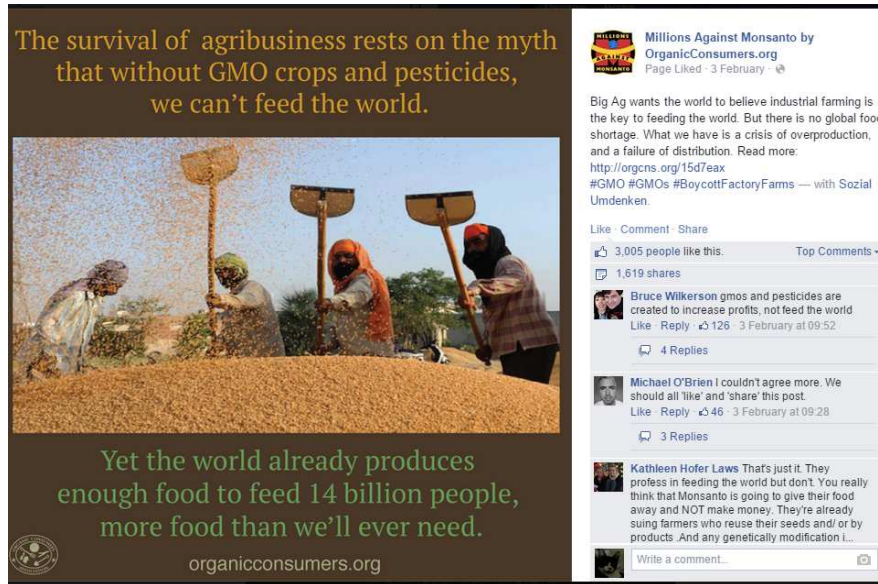 The survival of agribusiness rests on the myth
that without GMO crops and pesticides,
we can't feed the world.
Yet the world already produces
enough food to feed 14 billion people,
more food than we'll ever need.
organicconsumers.org
MILLIONS
AGAINST
MONSANTO
Millions Against Monsanto by
OrganicConsumers.org
Page Liked · 3 February ·
Big Ag wants the world to believe industrial farming is
the key to feeding the world. But there is no global food
shortage. What we have is a crisis of overproduction,
and a failure of distribution. Read more:
http://orgcns.org/15d7eax
#GMO #GMOs #BoycottFactoryFarms — with Sozial
Umdenken.
Like · Comment · Share
3,005 people like this.
Top Comments
1,619 shares
Bruce Wilkerson gmos and pesticides are
created to increase profits, not feed the world
Like · Reply · 126 · 3 February at 09:52
4 Replies
Michael O'Brien I couldn't agree more. We
should all 'like' and 'share' this post.
Like · Reply · 46 · 3 February at 09:28
3 Replies
Kathleen Hofer Laws That's just it. They
profess in feeding the world but don't. You really
think that Monsanto is going to give their food
away and NOT make money. They're already
suing farmers who reuse their seeds and/ or by
products .And any genetically modification i...
Write a comment...